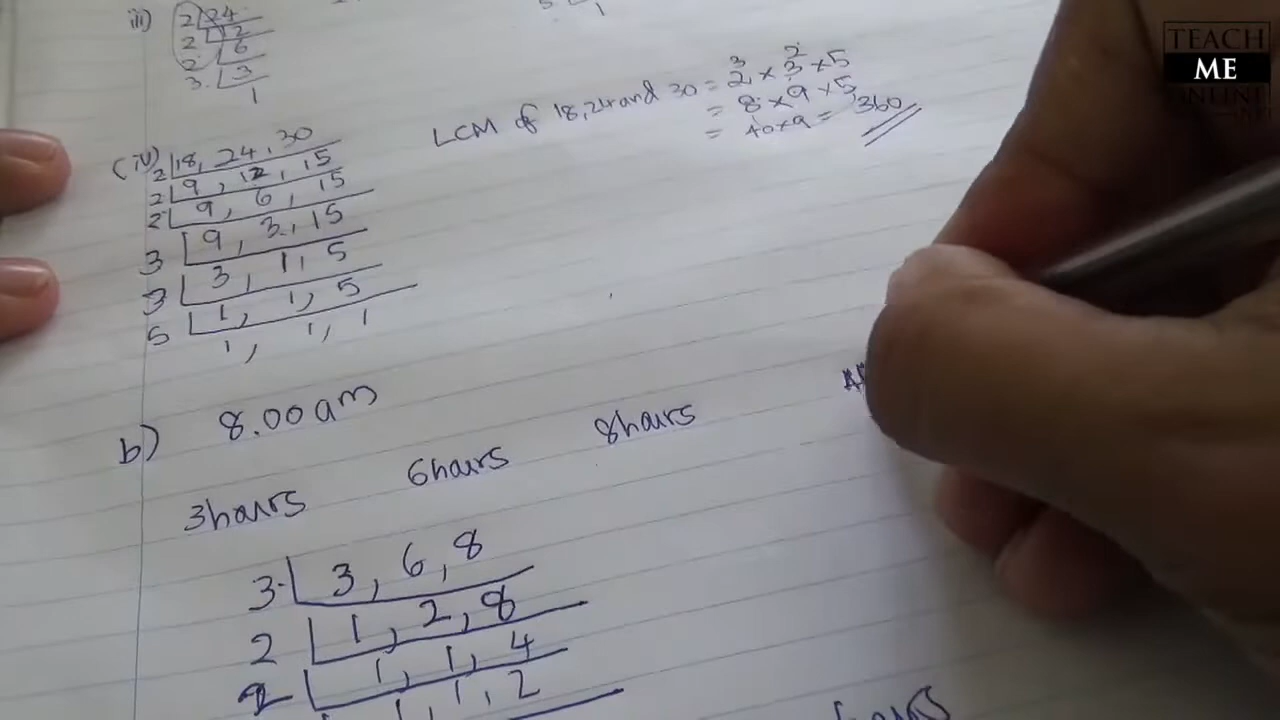 iii) 2 24
2 12
2 6
3 3
1
(iv) 2 18, 24, 30
2 9, 12, 15
2 9, 6, 15
3 9, 3, 15
3 3, 1, 5
5 1, 1, 5
1, 1, 1
LCM of 18, 24 and 30 = 2³ × 3² × 5
= 8 × 9 × 5
= 40×9 = 360
b) 8.00 am
3hours 6hours 8hours
3 3, 6, 8
2 1, 2, 8
2 1, 1, 4
1, 1, 2
hours
TEACH
ME
ONLINE